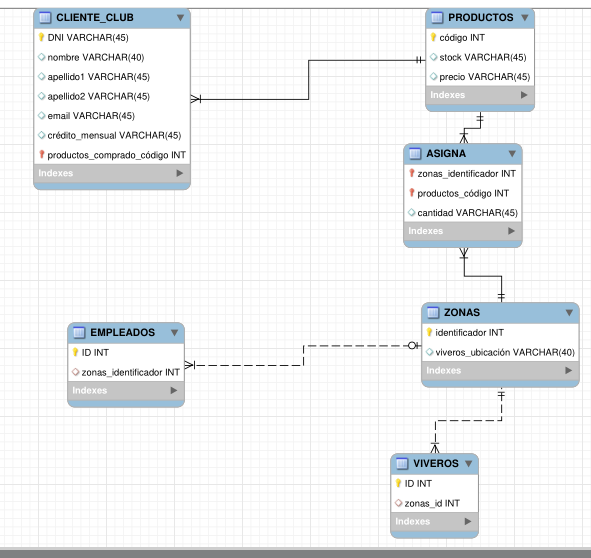 CLIENTE_CLUB
DNI VARCHAR(45)
nombre VARCHAR(40)
apellido1 VARCHAR(45)
apellido2 VARCHAR(45)
email VARCHAR(45)
crédito_mensual VARCHAR(45)
productos_comprado_código INT
Indexes
PRODUCTOS
código INT
stock VARCHAR(45)
precio VARCHAR(45)
Indexes
ASIGNA
zonas_identificador INT
productos_código INT
cantidad VARCHAR(45)
Indexes
EMPLEADOS
ID INT
zonas_identificador INT
Indexes
ZONAS
identificador INT
viveros_ubicación VARCHAR(40)
Indexes
VIVEROS
ID INT
zonas_id INT
Indexes